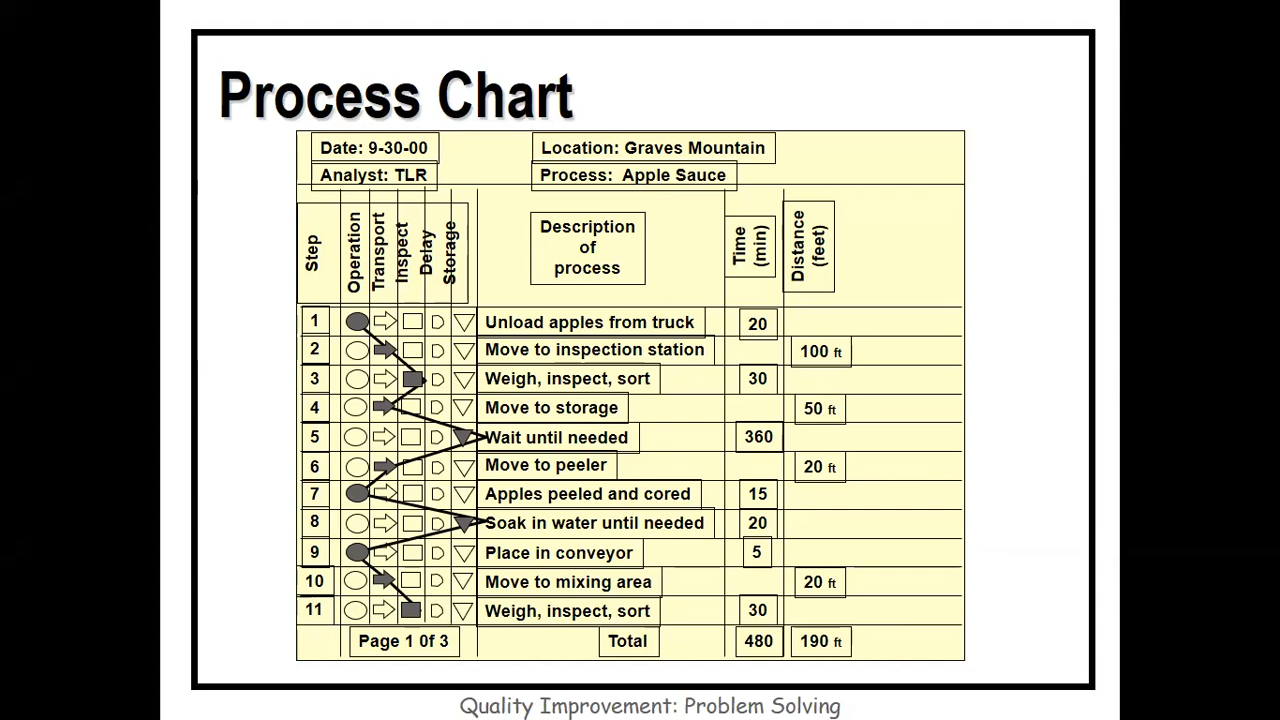 Process Chart
Date: 9-30-00 Location: Graves Mountain
Analyst: TLR Process: Apple Sauce
Step Operation Transport Inspect Delay Storage Description of process Time (min) Distance (feet)
1 Unload apples from truck 20
2 Move to inspection station 100 ft
3 Weigh, inspect, sort 30
4 Move to storage 50 ft
5 Wait until needed 360
6 Move to peeler 20 ft
7 Apples peeled and cored 15
8 Soak in water until needed 20
9 Place in conveyor 5
10 Move to mixing area 20 ft
11 Weigh, inspect, sort 30
Page 1 0f 3 Total 480 190 ft
Quality Improvement: Problem Solving